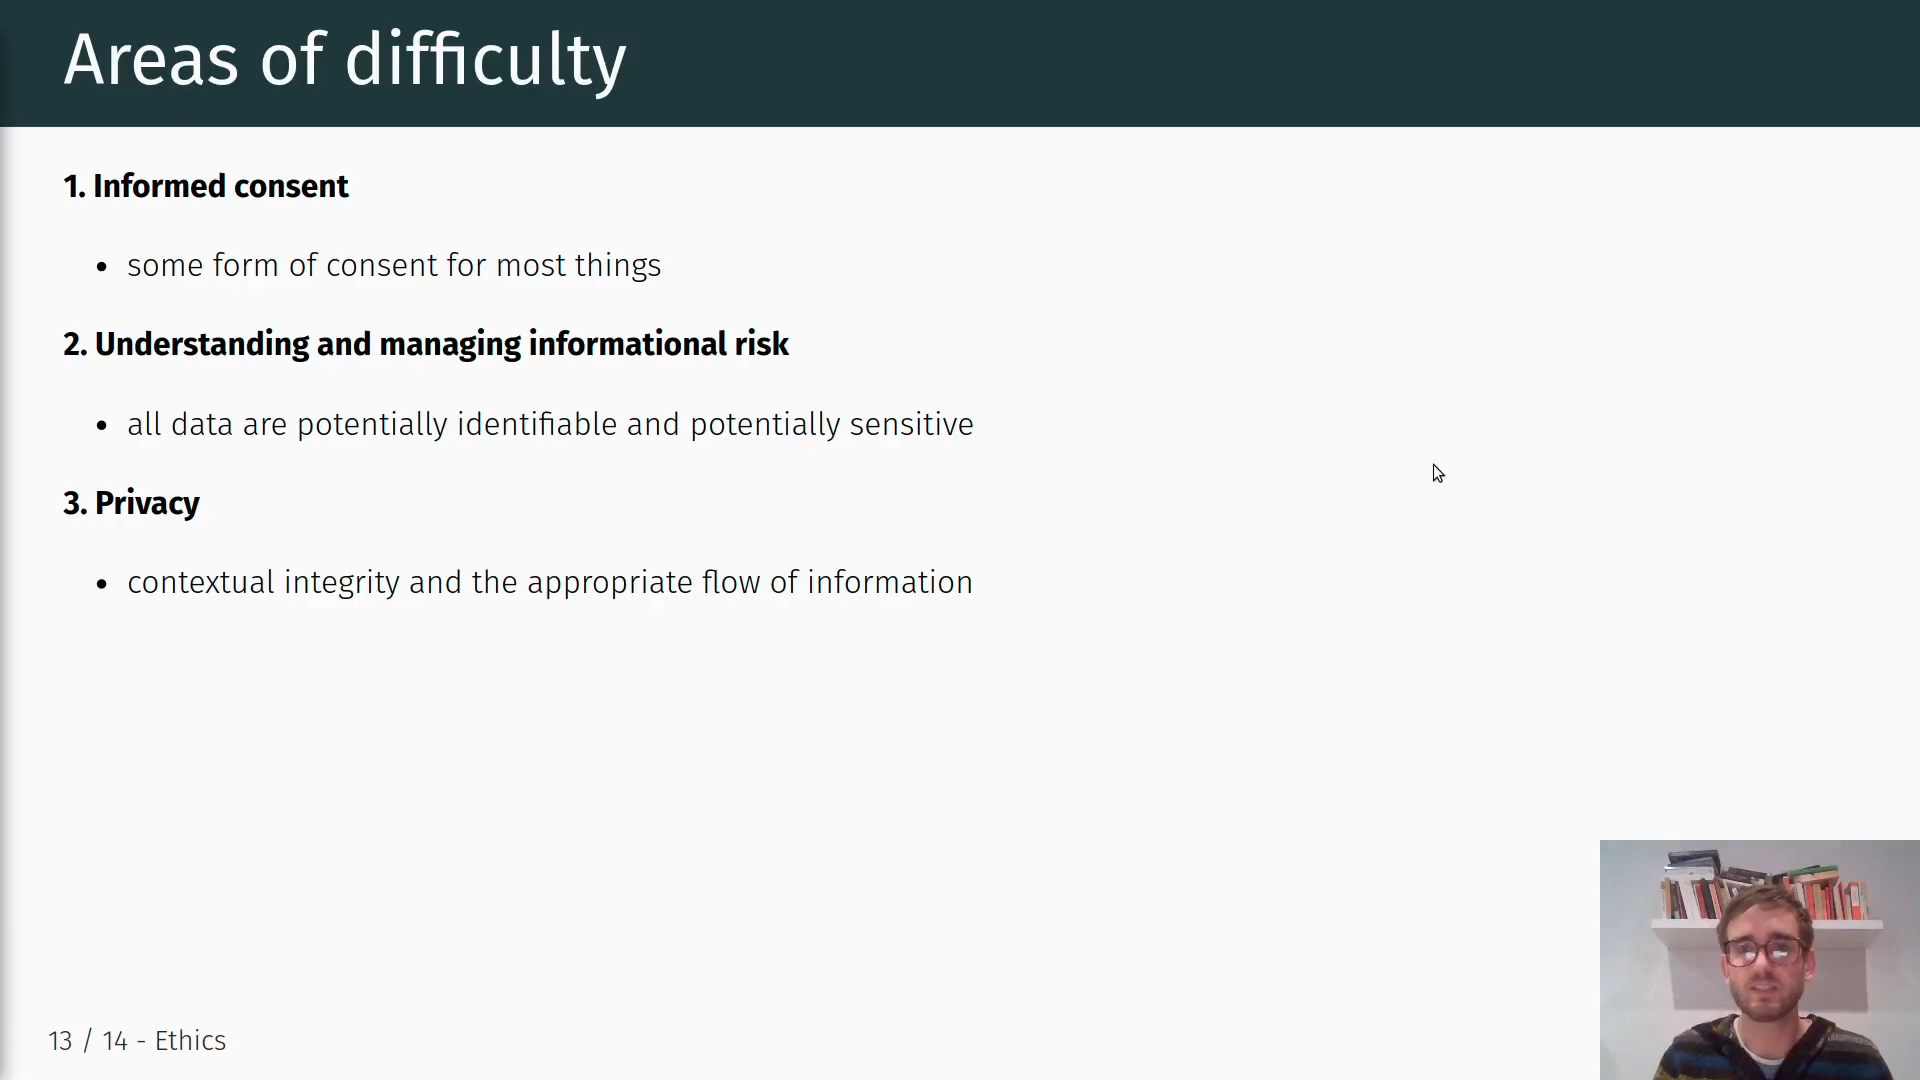 Areas of difficulty
1. Informed consent
• some form of consent for most things
2. Understanding and managing informational risk
• all data are potentially identifiable and potentially sensitive
3. Privacy
• contextual integrity and the appropriate flow of information
13 / 14 - Ethics